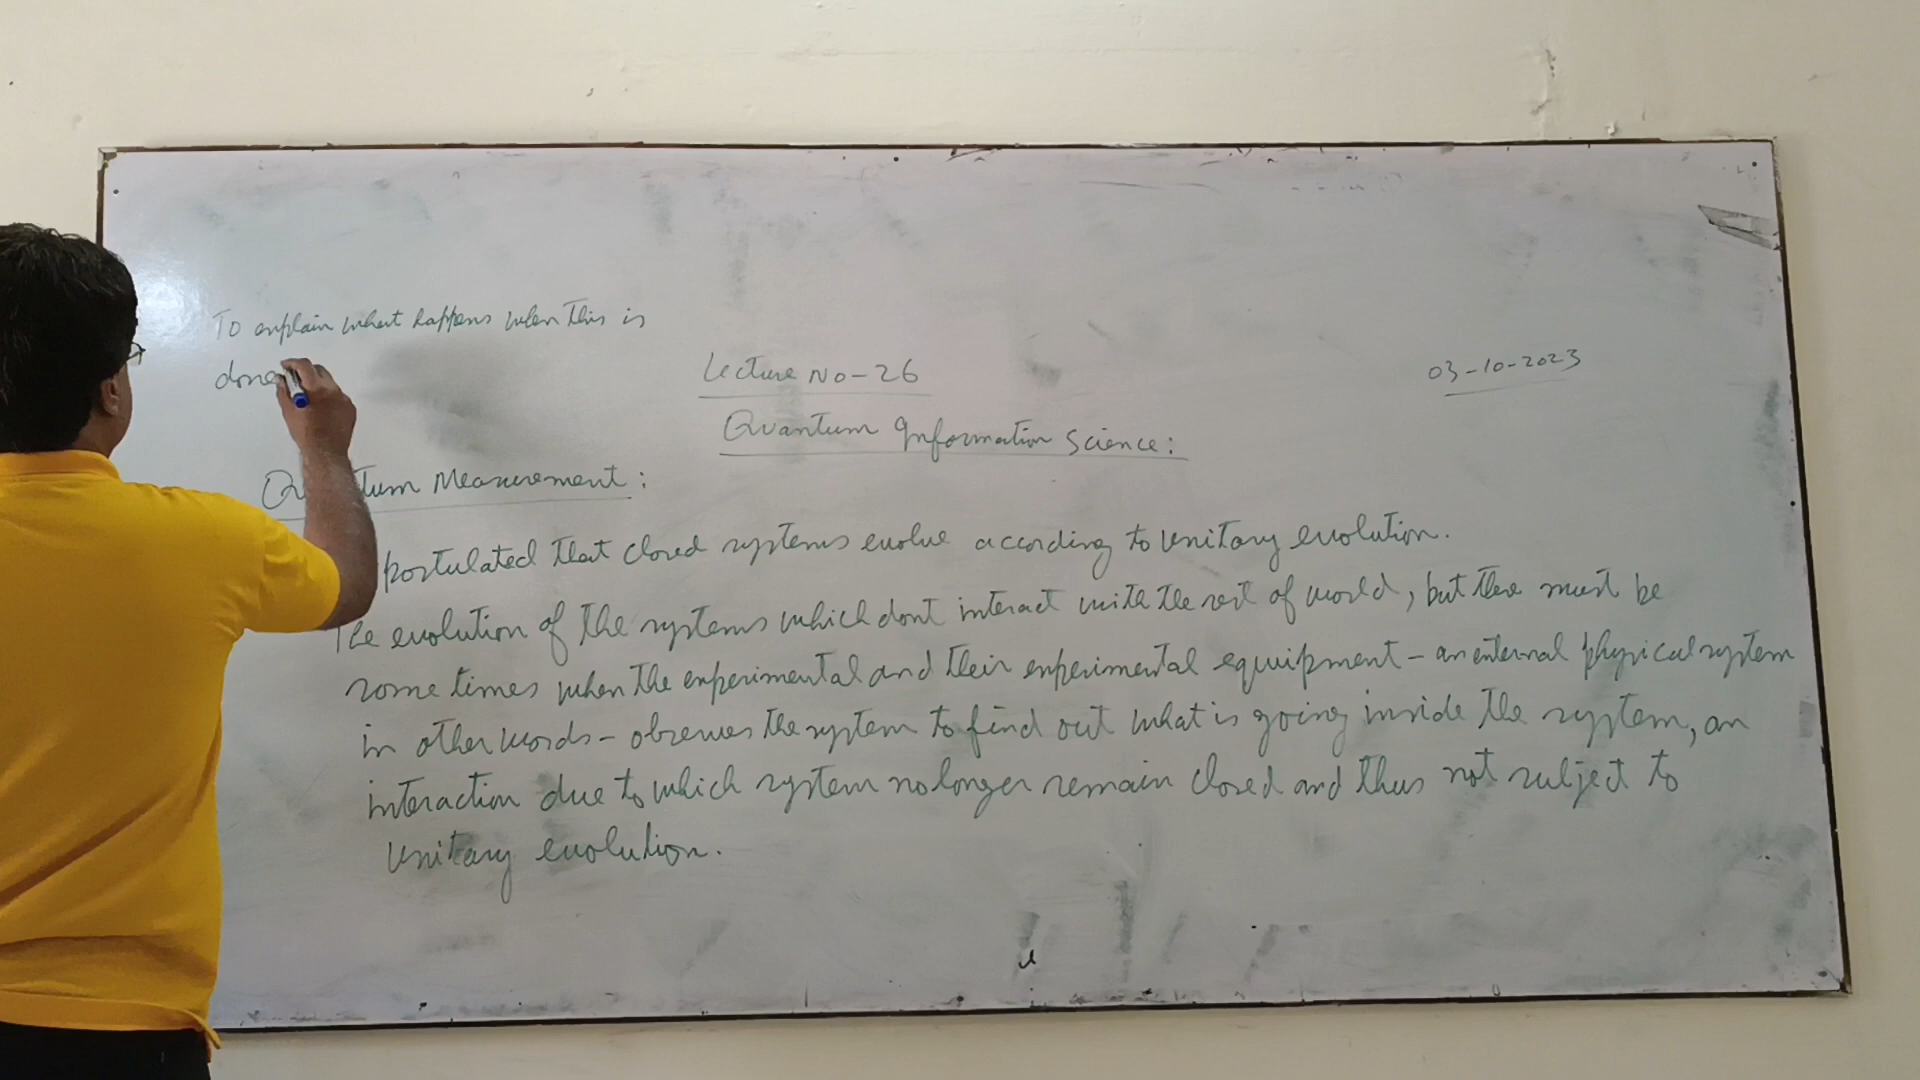 To explain what happens when this is
done
Lecture No-26
03-10-2023
Quantum Information Science:
Quantum Measurement:
postulated that closed systems evolve according to unitary evolution.
The evolution of the systems which dont interact with the rest of world, but there must be
some times when the experimental and their experimental equipment - an external physical system
in other words - observes the system to find out what is going inside the system, an
interaction due to which system no longer remain closed and thus not subject to
unitary evolution.